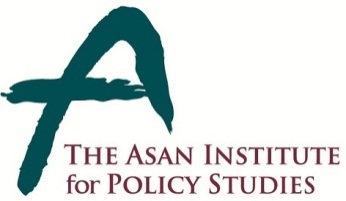 THE ASAN INSTITUTE
for POLICY STUDIES